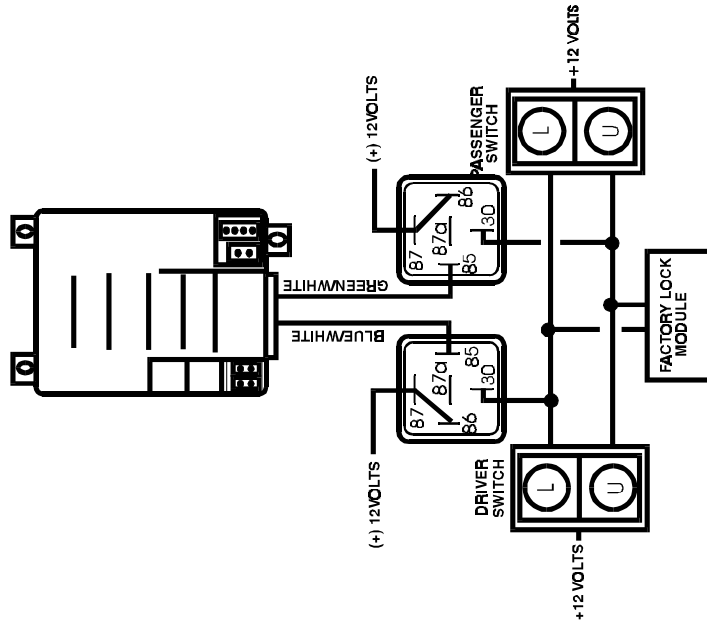 (+) 12VOLTS
+12 VOLTS
PASSENGER
SWITCH
L
U
87
87a
86
85
30
GREEN/WHITE
BLUE/WHITE
87
87a
86
85
30
(+) 12VOLTS
DRIVER
SWITCH
L
U
+12 VOLTS
FACTORY LOCK
MODULE